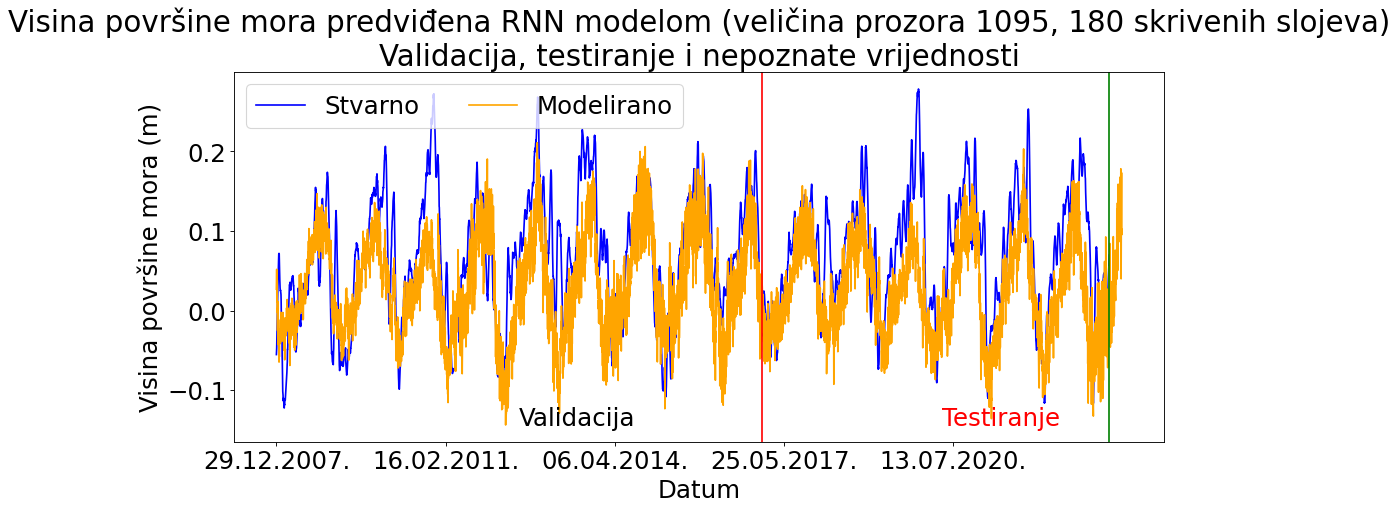 Visina površine mora predviđena RNN modelom (veličina prozora 1095, 180 skrivenih slojeva)
Validacija, testiranje i nepoznate vrijednosti
Stvarno Modelirano
Visina površine mora (m)
0.2
0.1
0.0
−0.1
Validacija Testiranje
29.12.2007. 16.02.2011. 06.04.2014. 25.05.2017. 13.07.2020.
Datum